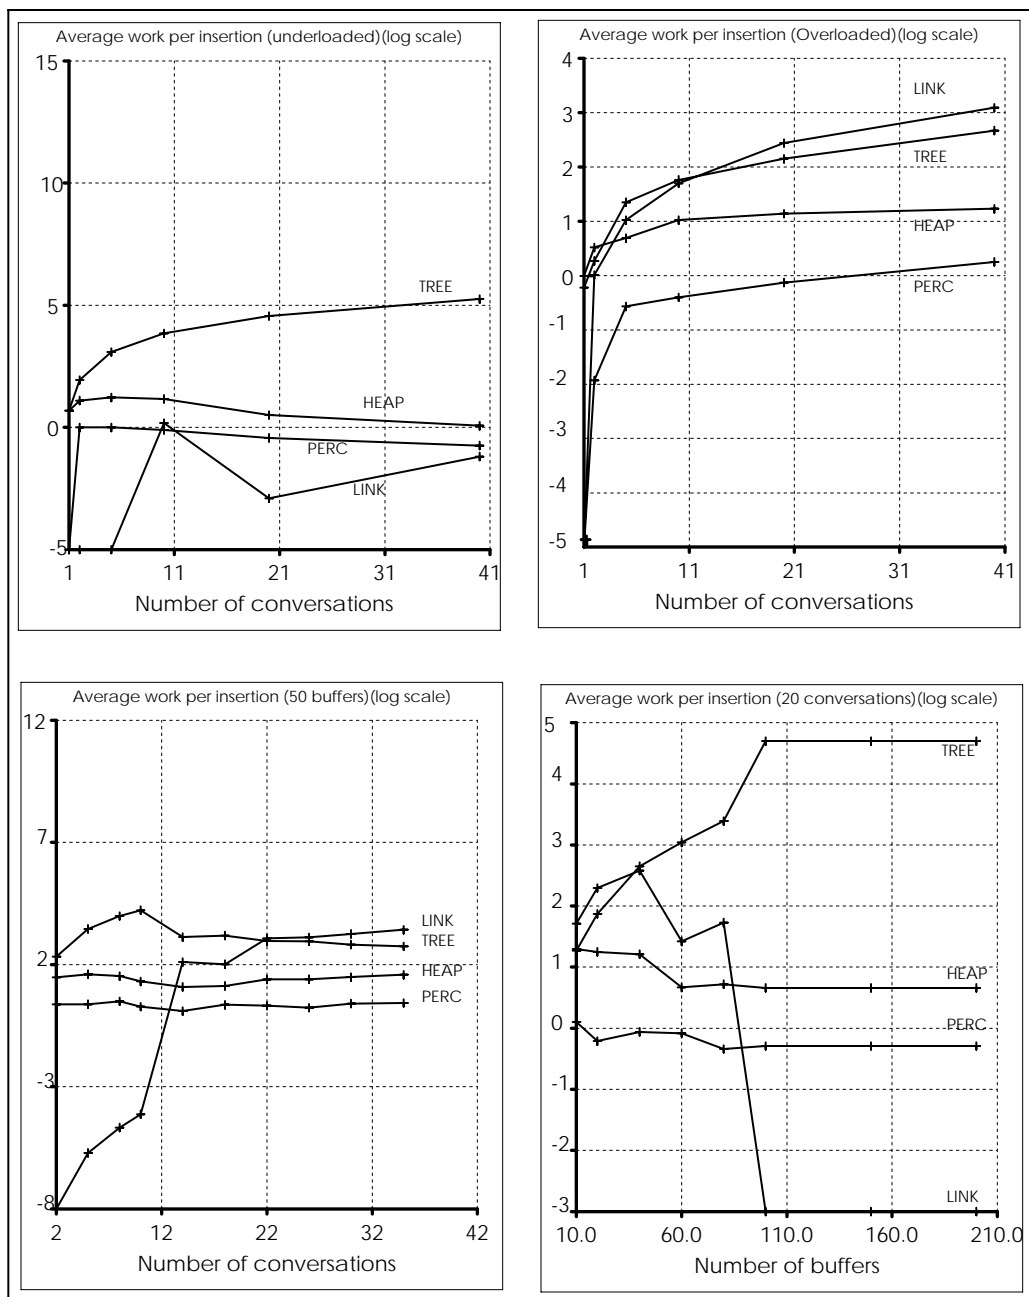 Average work per insertion (underloaded)(log scale)
15
10
5
0
-5
TREE
HEAP
PERC
LINK
1 11 21 31 41
Number of conversations
Average work per insertion (Overloaded)(log scale)
4
3
2
1
0
-1
-2
-3
-4
-5
LINK
TREE
HEAP
PERC
1 11 21 31 41
Number of conversations
Average work per insertion (50 buffers)(log scale)
12
7
2
-3
-8
LINK
TREE
HEAP
PERC
2 12 22 32 42
Number of conversations
Average work per insertion (20 conversations)(log scale)
5
4
3
2
1
0
-1
-2
-3
TREE
HEAP
PERC
LINK
10.0 60.0 110.0 160.0 210.0
Number of buffers